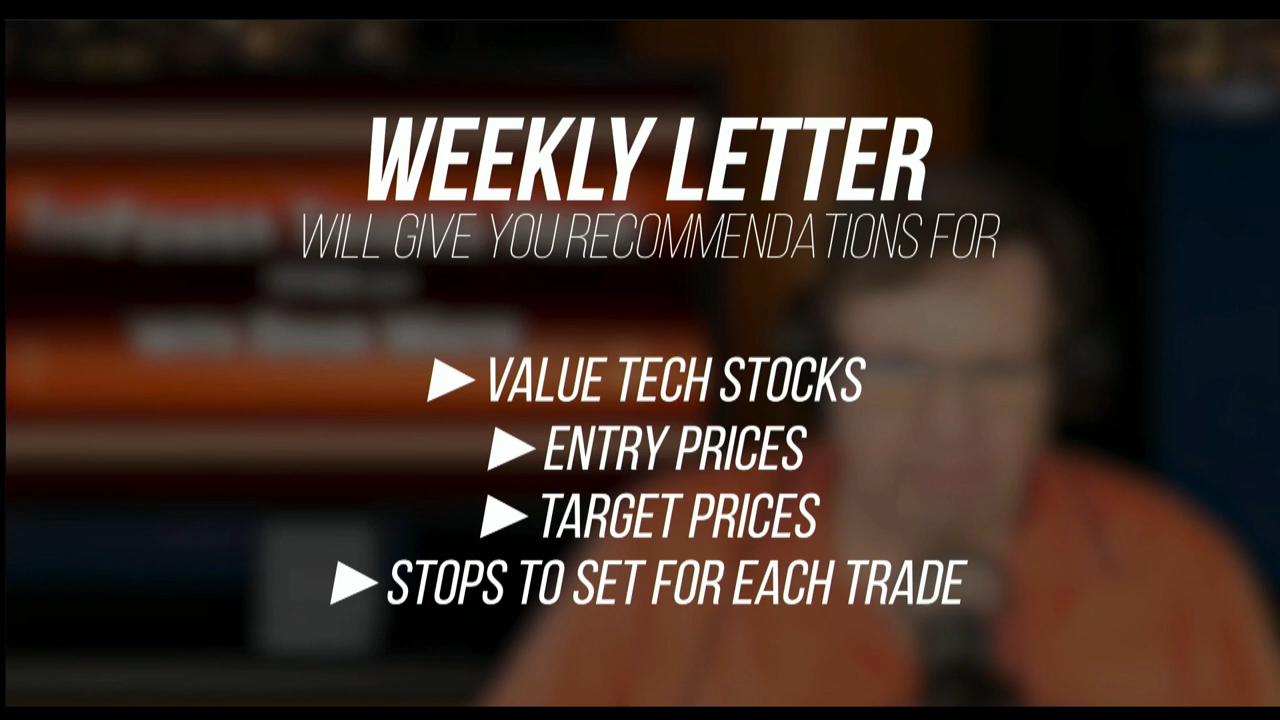 WEEKLY LETTER
WILL GIVE YOU RECOMMENDATIONS FOR
▶ VALUE TECH STOCKS
▶ ENTRY PRICES
▶ TARGET PRICES
▶ STOPS TO SET FOR EACH TRADE